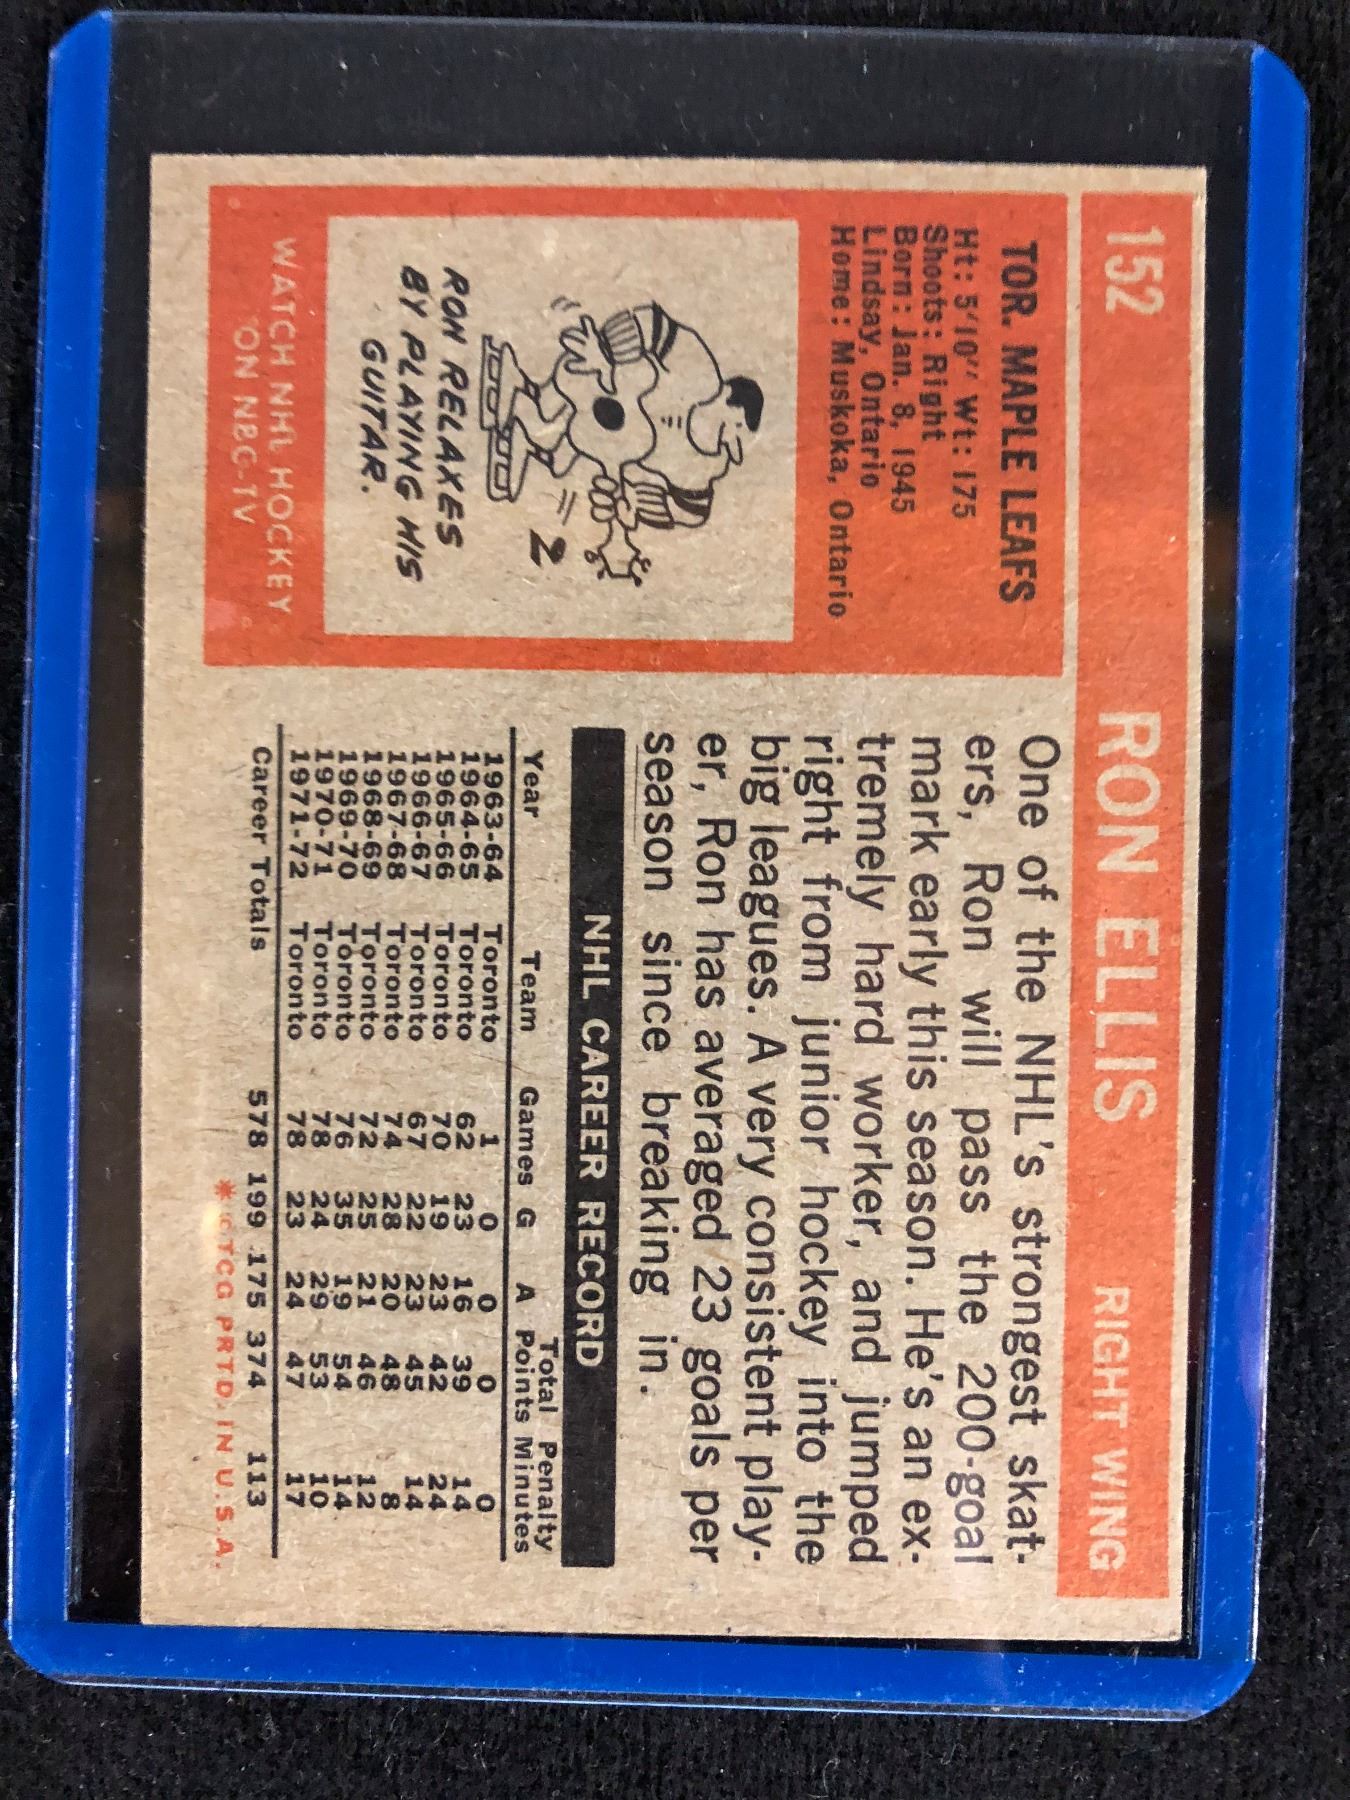 152 RON ELLIS RIGHT WING
TOR. MAPLE LEAFS
Ht: 5'10" Wt: 175
Shoots: Right
Born: Jan. 8, 1945
Lindsay, Ontario
Home: Muskoka, Ontario
2
RON RELAXES
BY PLAYING HIS
GUITAR.
WATCH NHL HOCKEY
ON NBC-TV
One of the NHL's strongest skat-
ers, Ron will pass the 200-goal
mark early this season. He's an ex-
tremely hard worker, and jumped
right from junior hockey into the
big leagues. A very consistent play-
er, Ron has averaged 23 goals per
season since breaking in.
NHL CAREER RECORD
Total Penalty
Year Team Games G A Points Minutes
1963-64 Toronto 1 0 0 0 0
1964-65 Toronto 62 23 16 39 14
1965-66 Toronto 70 19 23 42 24
1966-67 Toronto 67 22 23 45 14
1967-68 Toronto 74 28 20 48 8
1968-69 Toronto 72 25 21 46 12
1969-70 Toronto 76 35 19 54 14
1970-71 Toronto 78 24 29 53 10
1971-72 Toronto 78 23 24 47 17
Career Totals 578 199 175 374 113
* ©TCG PRTD. IN U.S.A.